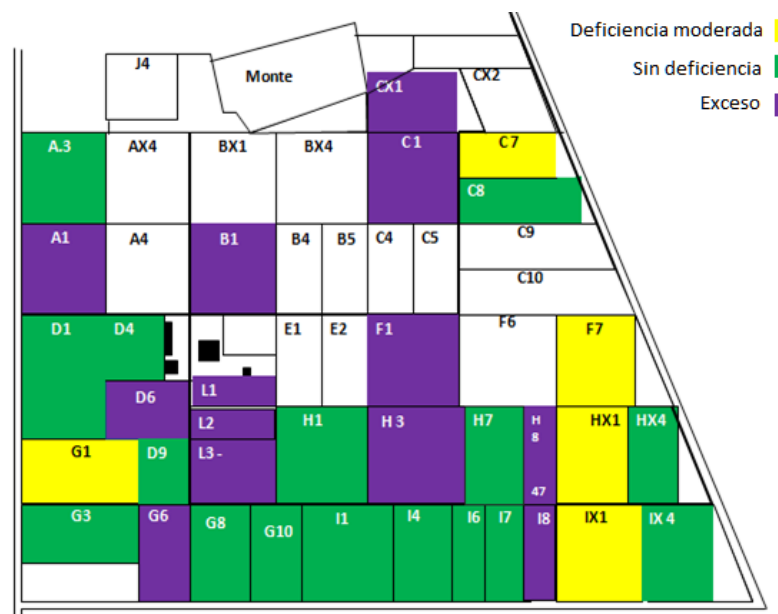 Deficiencia moderada
Sin deficiencia
Exceso
J4
Monte
CX1
CX2
A.3
AX4
BX1
BX4
C1
C7
C8
A1
A4
B1
B4
B5
C4
C5
C9
C10
D1
D4
E1
E2
F1
F6
F7
L1
D6
L2
H1
H 3
H7
H
8
47
HX1
HX4
G1
D9
L3-
G3
G6
G8
G10
I1
I4
I6
I7
I8
IX1
IX 4